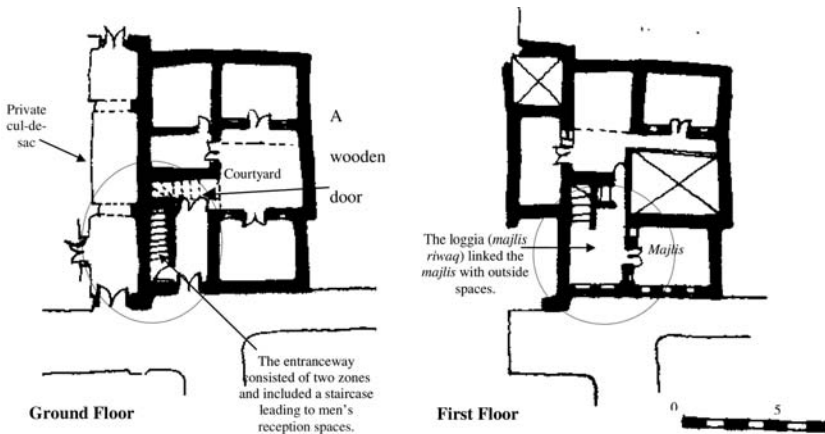 Private
cul-de-
sac
A
wooden
door
Courtyard
The entranceway
consisted of two zones
and included a staircase
leading to men's
reception spaces.
Ground Floor
The loggia (majlis
riwaq) linked the
majlis with outside
spaces.
Majlis
First Floor
0 5